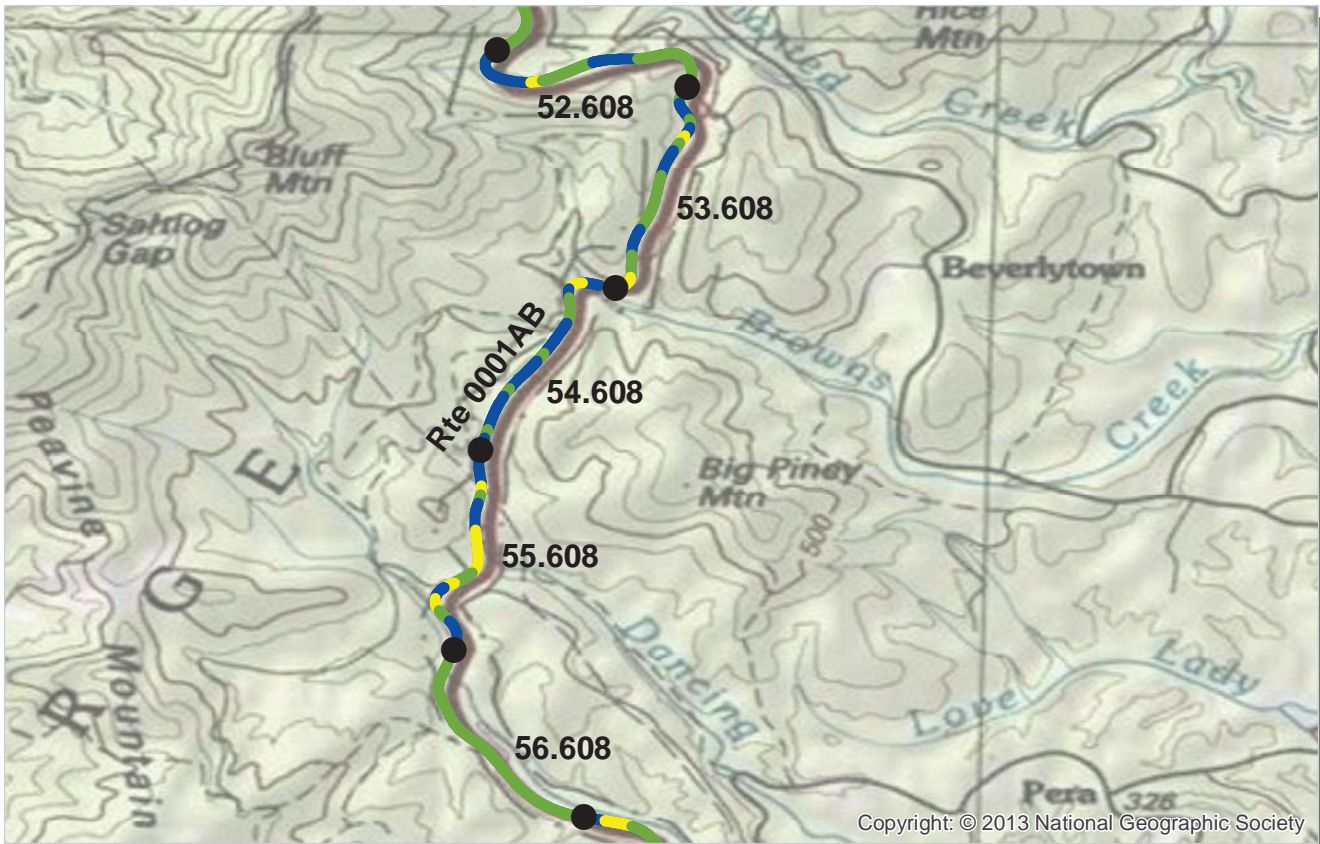 Rice
Mtn
Creek
52.608
Bluff
Mtn
53.608
Saltlog
Gap
Beverlytown
Rte 0001AB
Browns
Creek
54.608
Peavine
Mountain
E
G
R
Big Piney
Mtn
500
55.608
Dancing
Love
Lady
56.608
Pera
326
Copyright: © 2013 National Geographic Society